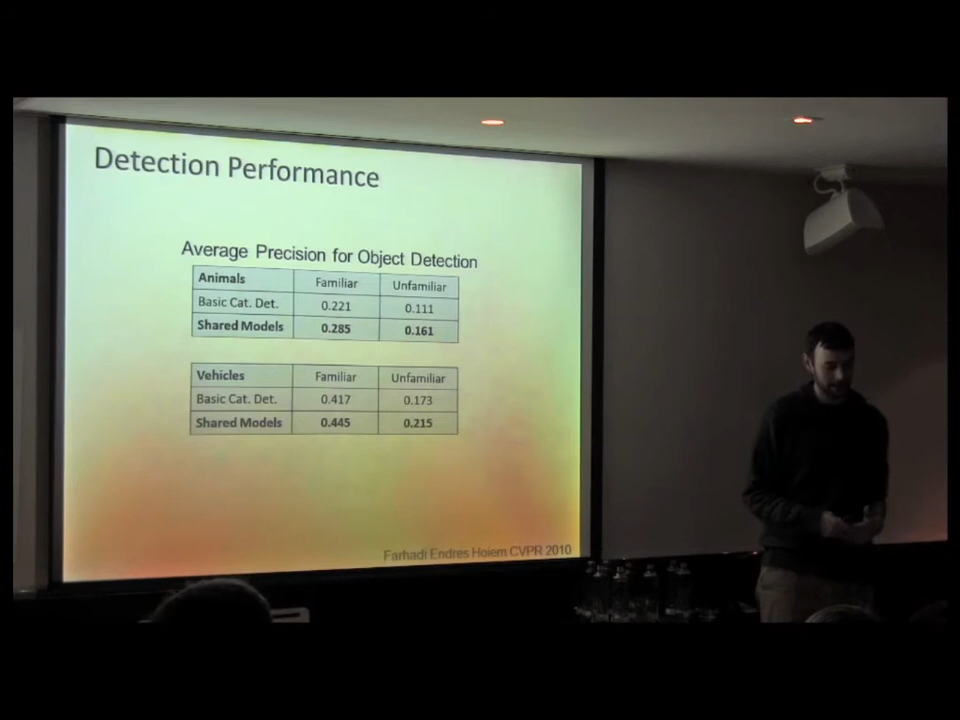 Detection Performance
Average Precision for Object Detection
Animals Familiar Unfamiliar
Basic Cat. Det. 0.221 0.111
Shared Models 0.285 0.161
Vehicles Familiar Unfamiliar
Basic Cat. Det. 0.417 0.173
Shared Models 0.445 0.215
Farhadi Endres Hoiem CVPR 2010